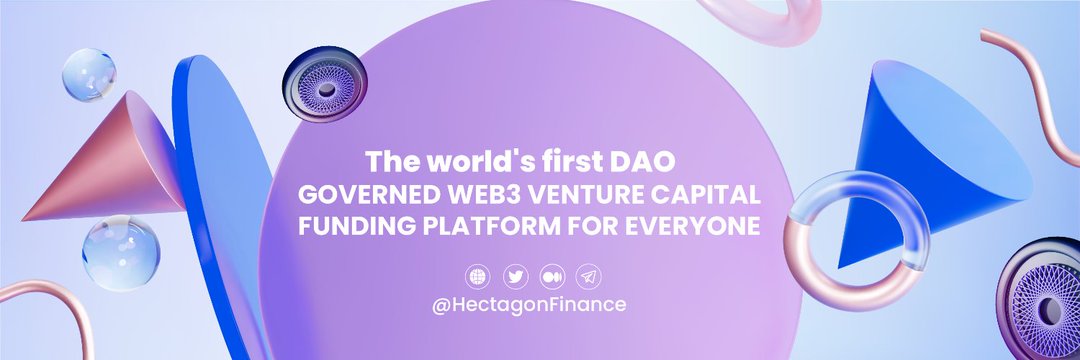 The world's first DAO
GOVERNED WEB3 VENTURE CAPITAL
FUNDING PLATFORM FOR EVERYONE
@HectagonFinance